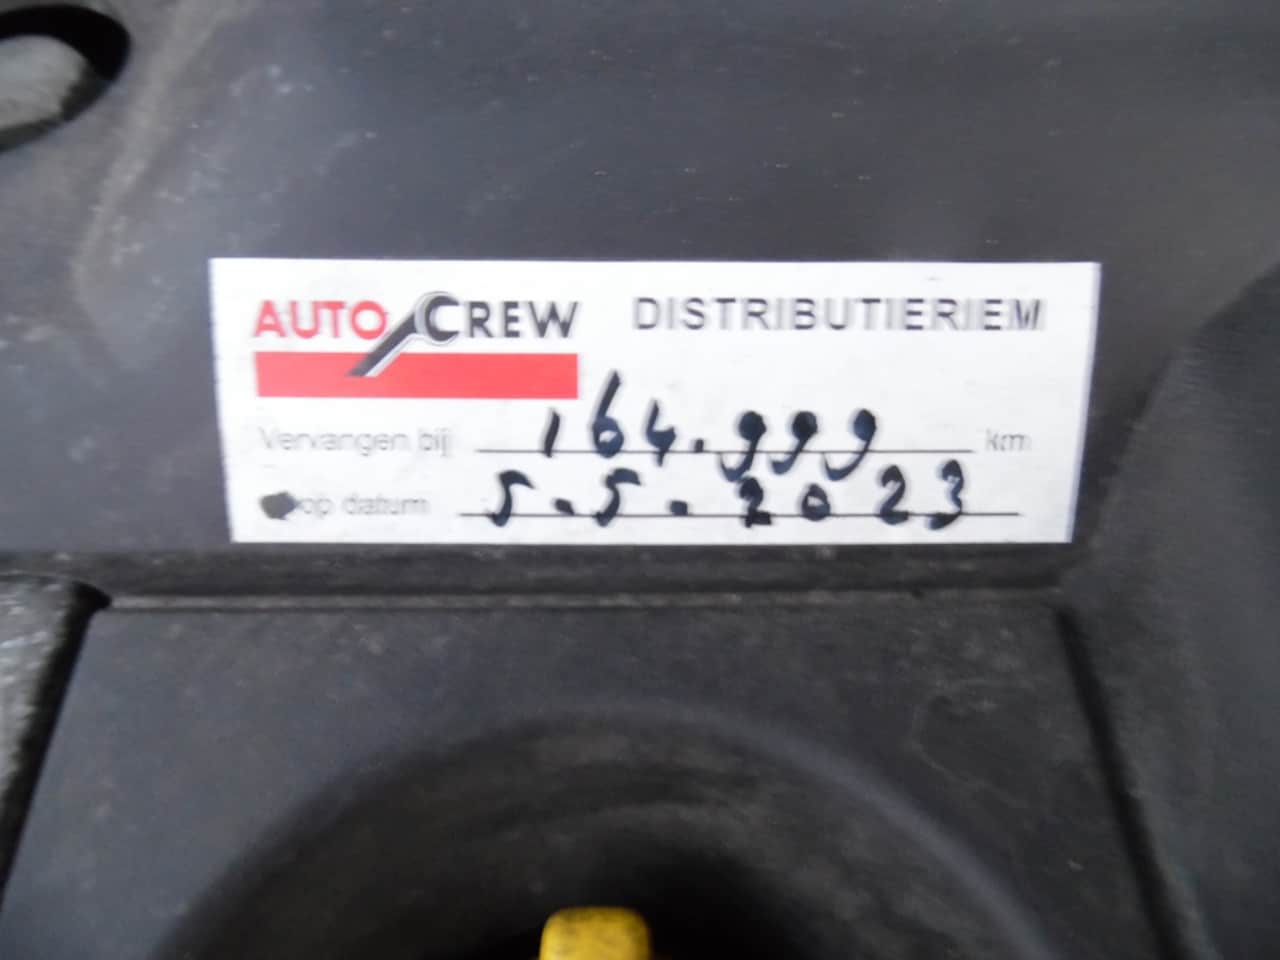 AUTO CREW DISTRIBUTIERIEM
Vervangen bij 164.999 km
op datum 5.5.2023